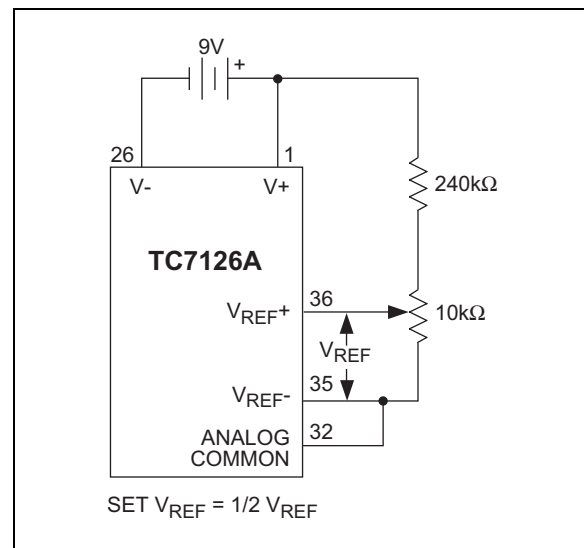 9V
+
26
1
V-
V+
240kΩ
TC7126A
36
VREF+
10kΩ
VREF
35
VREF-
32
ANALOG
COMMON
SET VREF = 1/2 VREF